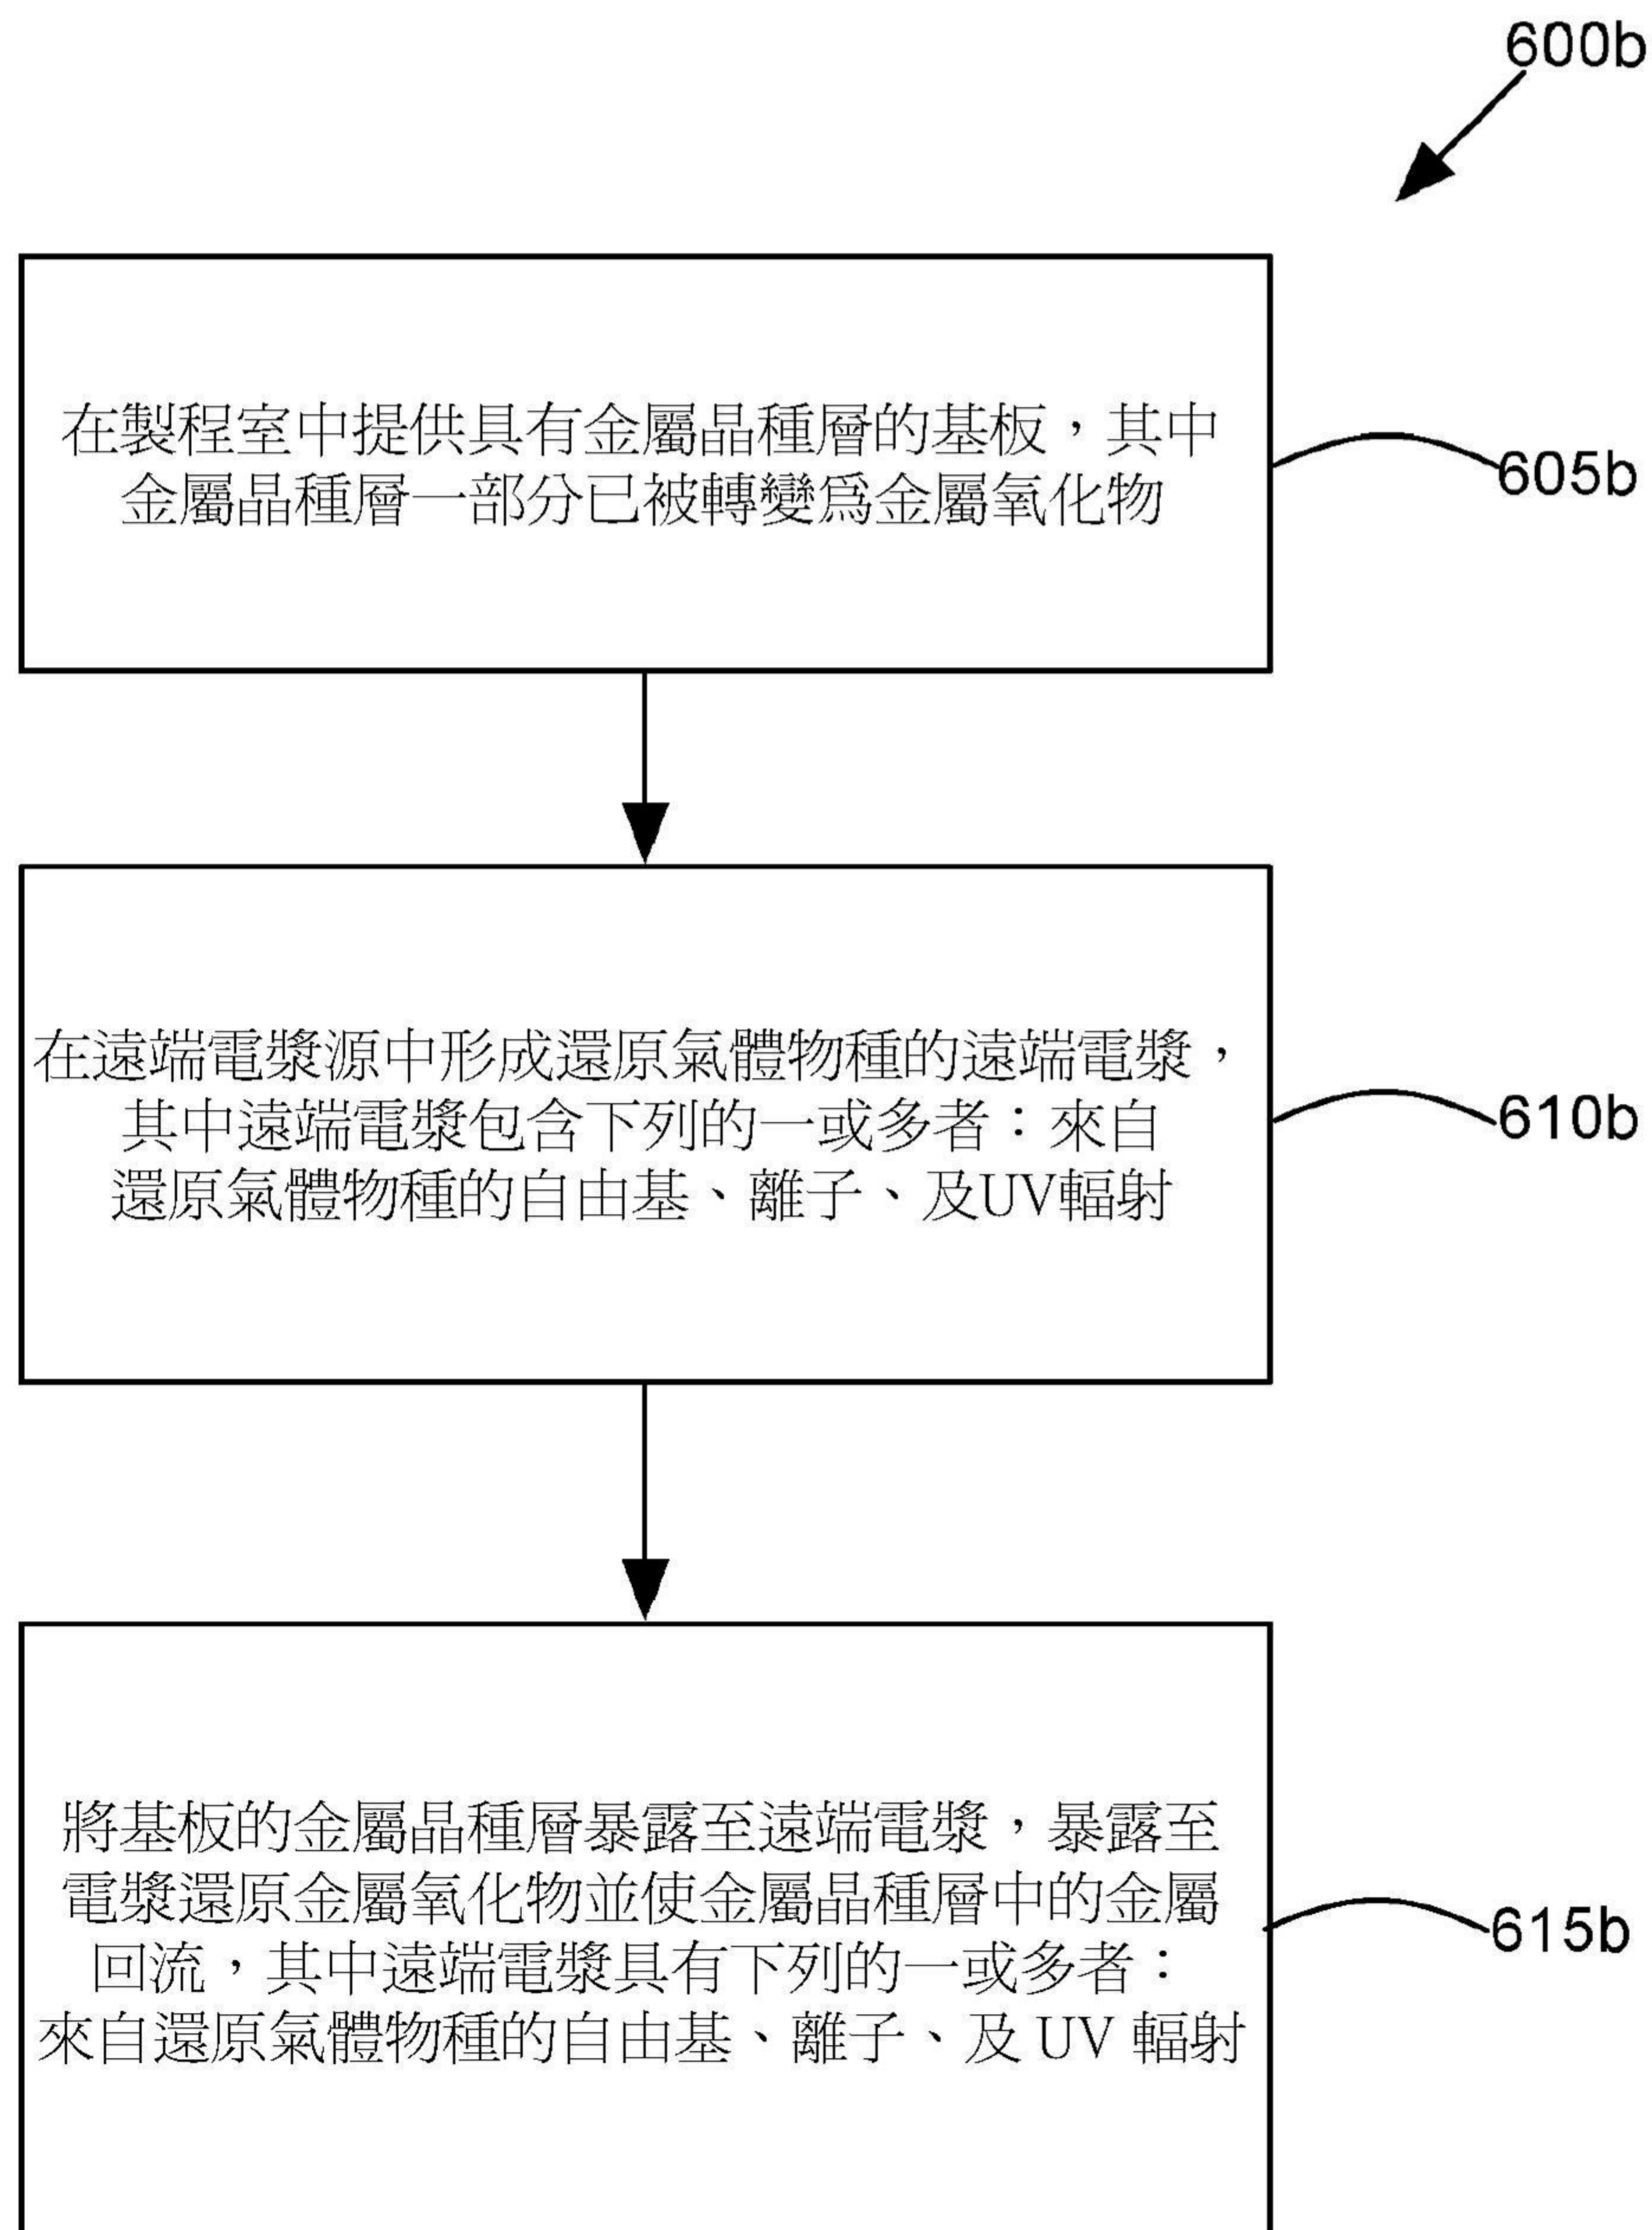 600b
在製程室中提供具有金屬晶種層的基板，其中
金屬晶種層一部分已被轉變爲金屬氧化物
605b
在遠端電漿源中形成還原氣體物種的遠端電漿，
其中遠端電漿包含下列的一或多者：來自
還原氣體物種的自由基、離子、及UV輻射
610b
將基板的金屬晶種層暴露至遠端電漿，暴露至
電漿還原金屬氧化物並使金屬晶種層中的金屬
回流，其中遠端電漿具有下列的一或多者：
來自還原氣體物種的自由基、離子、及 UV 輻射
615b